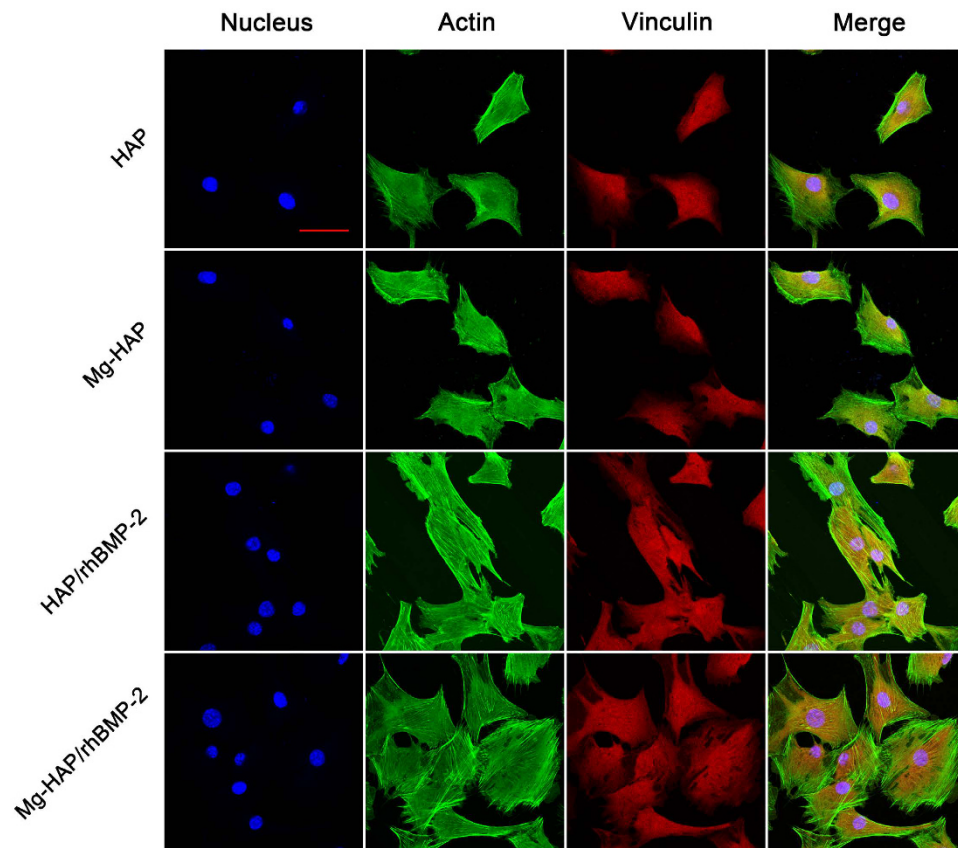 Nucleus Actin Vinculin Merge
HAP
Mg-HAP
HAP/rhBMP-2
Mg-HAP/rhBMP-2